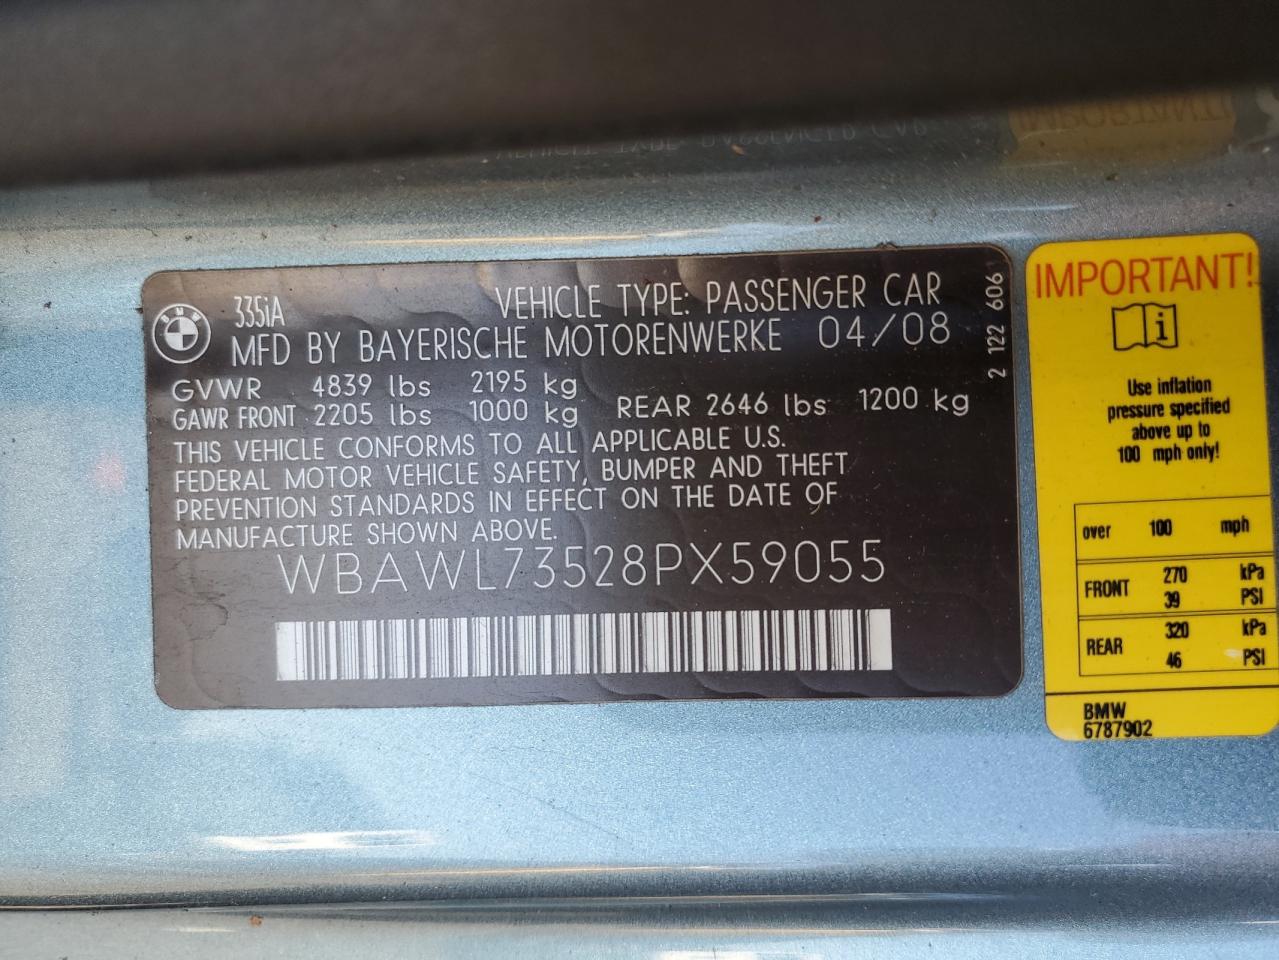 BMW
335iA
VEHICLE TYPE: PASSENGER CAR
MFD BY BAYERISCHE MOTORENWERKE 04/08
GVWR 4839 lbs 2195 kg
GAWR FRONT 2205 lbs 1000 kg REAR 2646 lbs 1200 kg
THIS VEHICLE CONFORMS TO ALL APPLICABLE U.S.
FEDERAL MOTOR VEHICLE SAFETY, BUMPER AND THEFT
PREVENTION STANDARDS IN EFFECT ON THE DATE OF
MANUFACTURE SHOWN ABOVE.
WBAWL73528PX59055
2 122 606
IMPORTANT!
i
Use inflation
pressure specified
above up to
100 mph only!
over 100 mph
FRONT 270 kPa
39 PSI
REAR 320 kPa
46 PSI
BMW
6787902